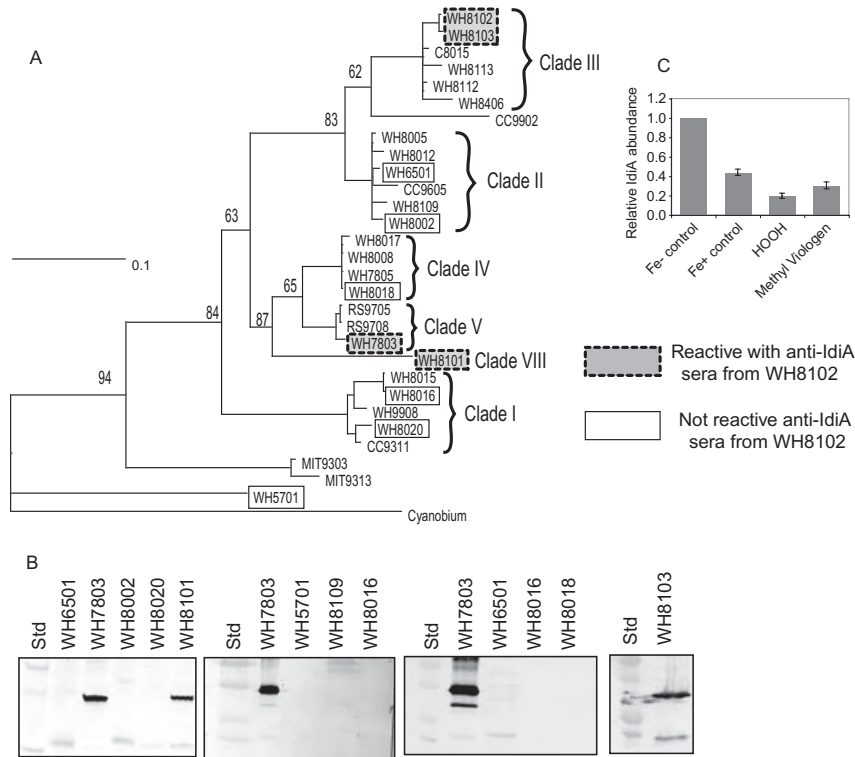 A
WH8102
WH8103
C8015
WH8113
WH8112
WH8406
Clade III
62
CC9902
83
WH8005
WH8012
WH6501
CC9605
WH8109
WH8002
Clade II
63
WH8017
WH8008
WH7805
WH8018
Clade IV
65
0.1
RS9705
RS9708
WH7803
Clade V
84
87
WH8101
Clade VIII
94
WH8015
WH8016
WH9908
WH8020
CC9311
Clade I
MIT9303
MIT9313
WH5701
Cyanobium
C
Relative IdiA abundance
1.2
1.0
0.8
0.6
0.4
0.2
0.0
Fe- control
Fe+ control
HOOH
Methyl Viologen
Reactive with anti-IdiA
sera from WH8102
Not reactive anti-IdiA
sera from WH8102
B
Std
WH6501
WH7803
WH8002
WH8020
WH8101
Std
WH7803
WH5701
WH8109
WH8016
Std
WH7803
WH6501
WH8016
WH8018
Std
WH8103